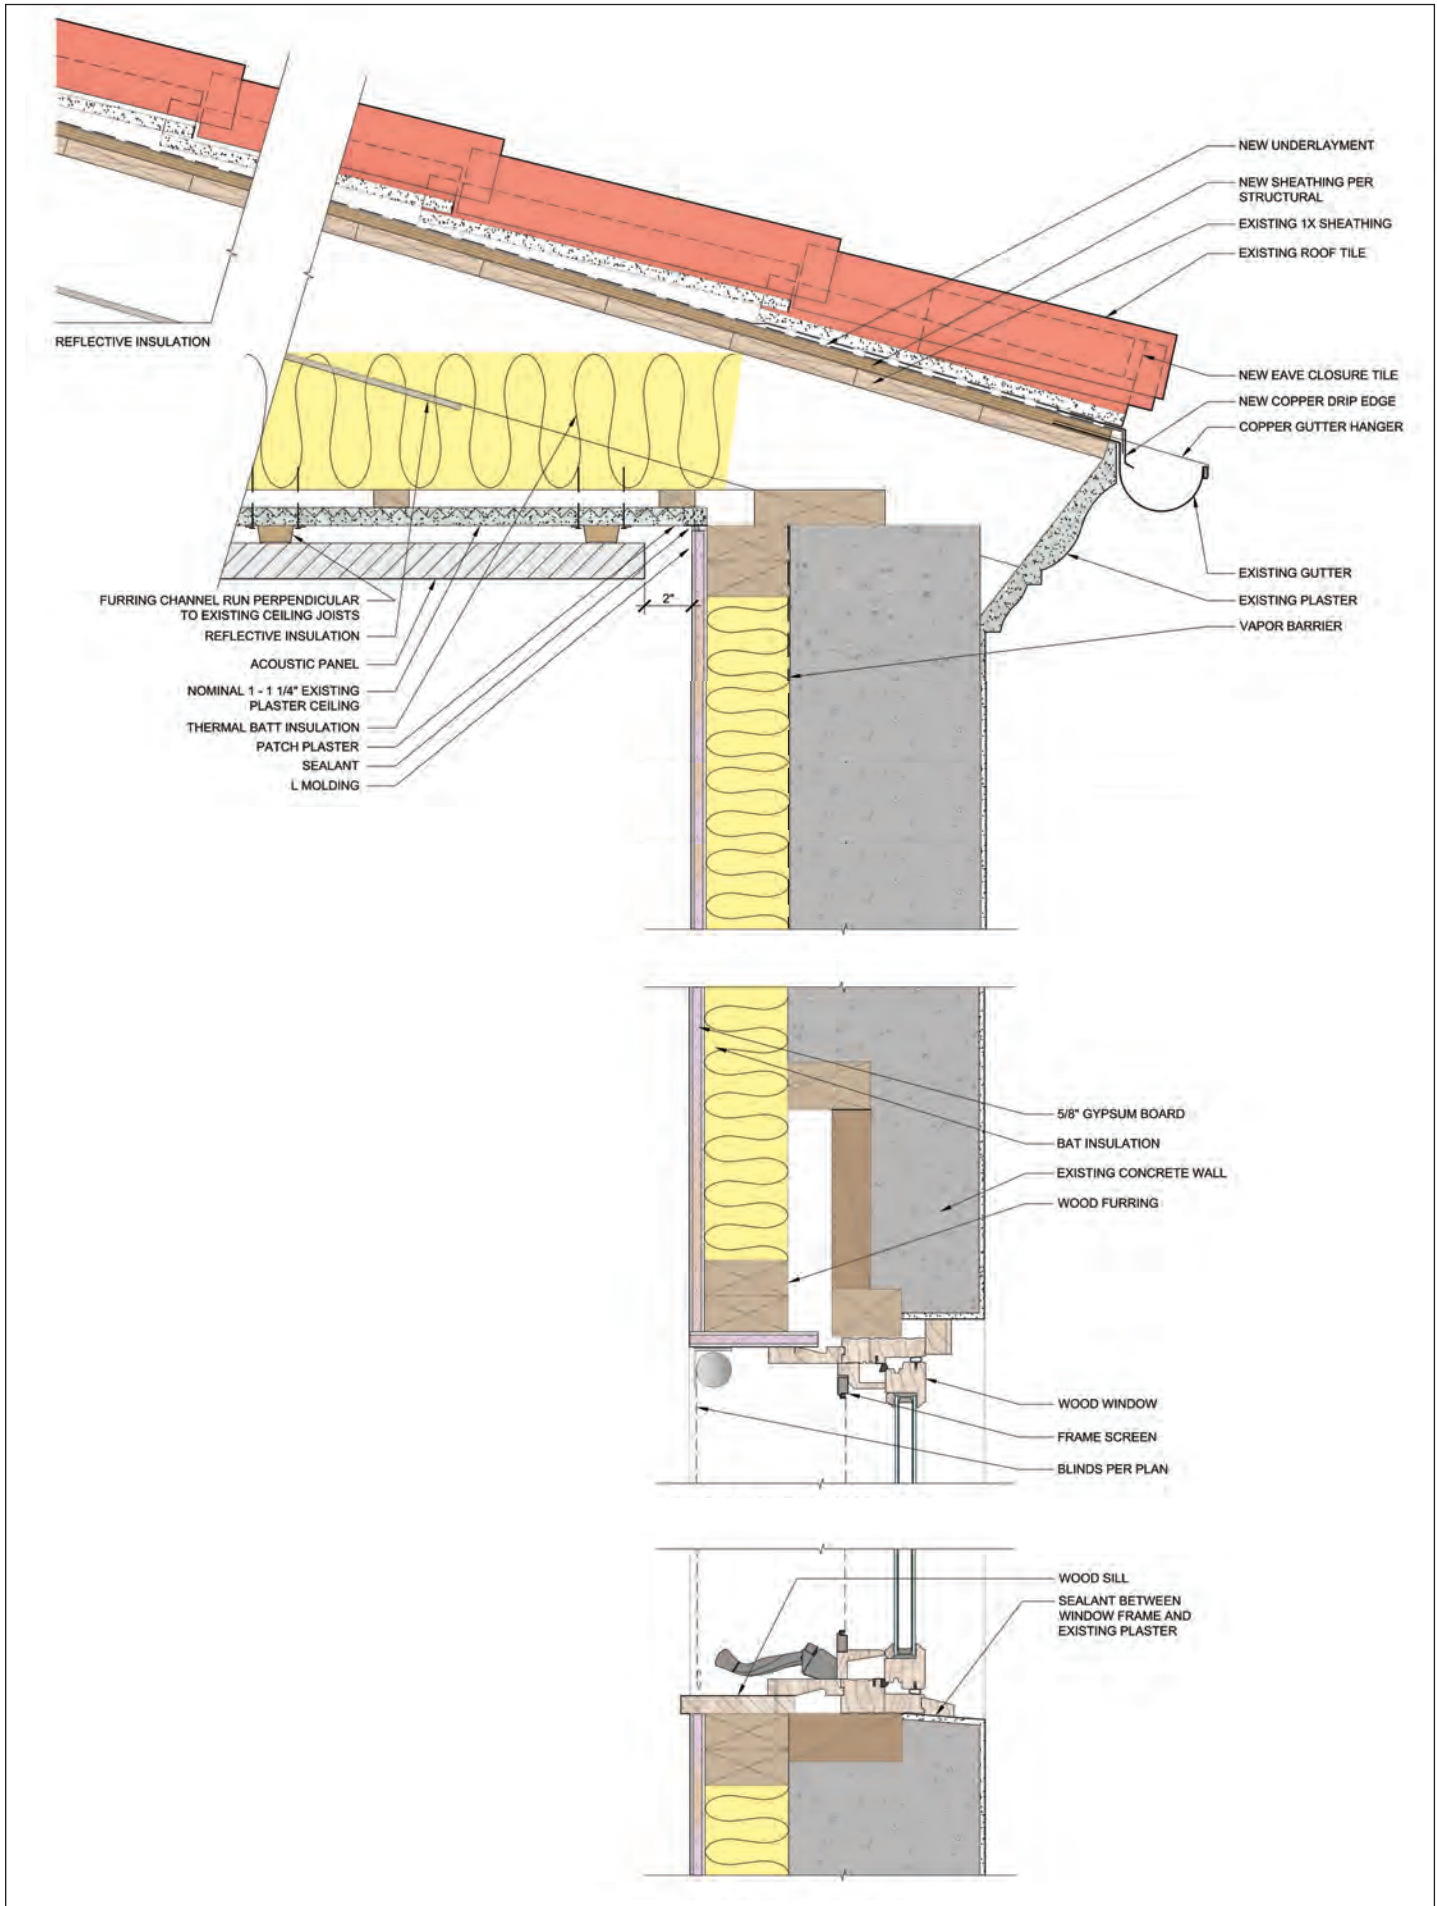 NEW UNDERLAYMENT
NEW SHEATHING PER
STRUCTURAL
EXISTING 1X SHEATHING
EXISTING ROOF TILE
REFLECTIVE INSULATION
NEW EAVE CLOSURE TILE
NEW COPPER DRIP EDGE
COPPER GUTTER HANGER
EXISTING GUTTER
EXISTING PLASTER
VAPOR BARRIER
2"
FURRING CHANNEL RUN PERPENDICULAR
TO EXISTING CEILING JOISTS
REFLECTIVE INSULATION
ACOUSTIC PANEL
NOMINAL 1 - 1 1/4" EXISTING
PLASTER CEILING
THERMAL BATT INSULATION
PATCH PLASTER
SEALANT
L MOLDING
5/8" GYPSUM BOARD
BAT INSULATION
EXISTING CONCRETE WALL
WOOD FURRING
WOOD WINDOW
FRAME SCREEN
BLINDS PER PLAN
WOOD SILL
SEALANT BETWEEN
WINDOW FRAME AND
EXISTING PLASTER